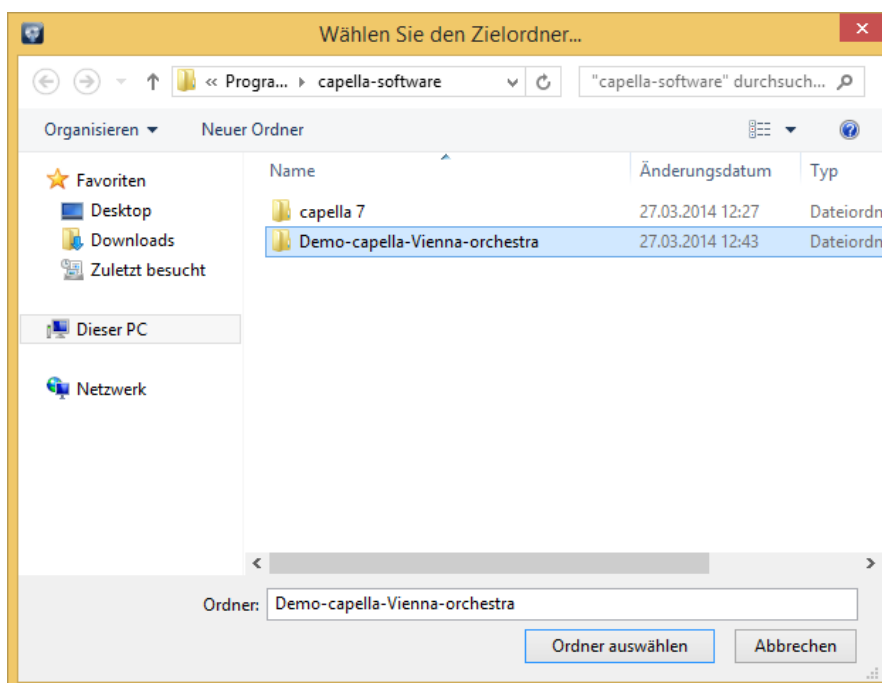 Wählen Sie den Zielordner...
« Progra... capella-software "capella-software" durchsuch...
Organisieren Neuer Ordner
Name Änderungsdatum Typ
Favoriten
Desktop
Downloads
Zuletzt besucht
Dieser PC
Netzwerk
capella 7 27.03.2014 12:27 Dateiordn
Demo-capella-Vienna-orchestra 27.03.2014 12:43 Dateiordn
Ordner: Demo-capella-Vienna-orchestra
Ordner auswählen Abbrechen